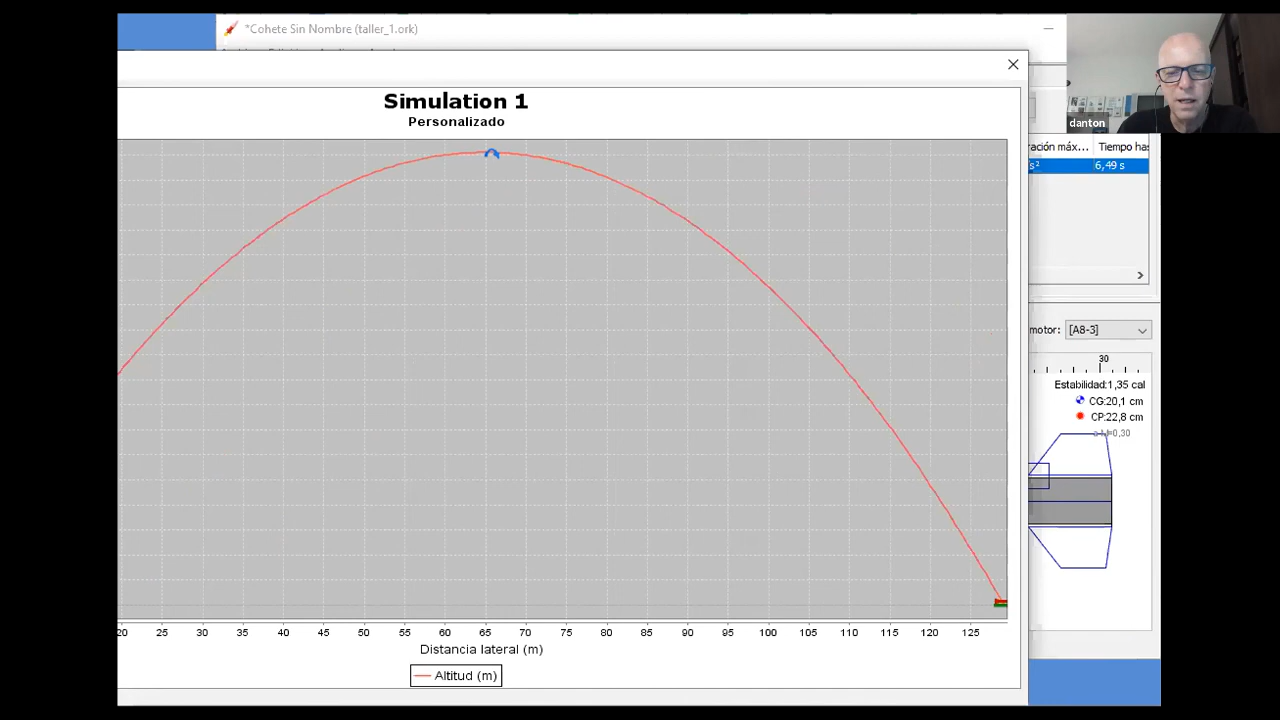 *Cohete Sin Nombre (taller_1.ork)
danton
Simulation 1
Personalizado
ración máx... Tiempo has
s² 6,49 s
motor: [A8-3]
30
Estabilidad:1,35 cal
CG:20,1 cm
CP:22,8 cm
20 25 30 35 40 45 50 55 60 65 70 75 80 85 90 95 100 105 110 115 120 125
Distancia lateral (m)
Altitud (m)